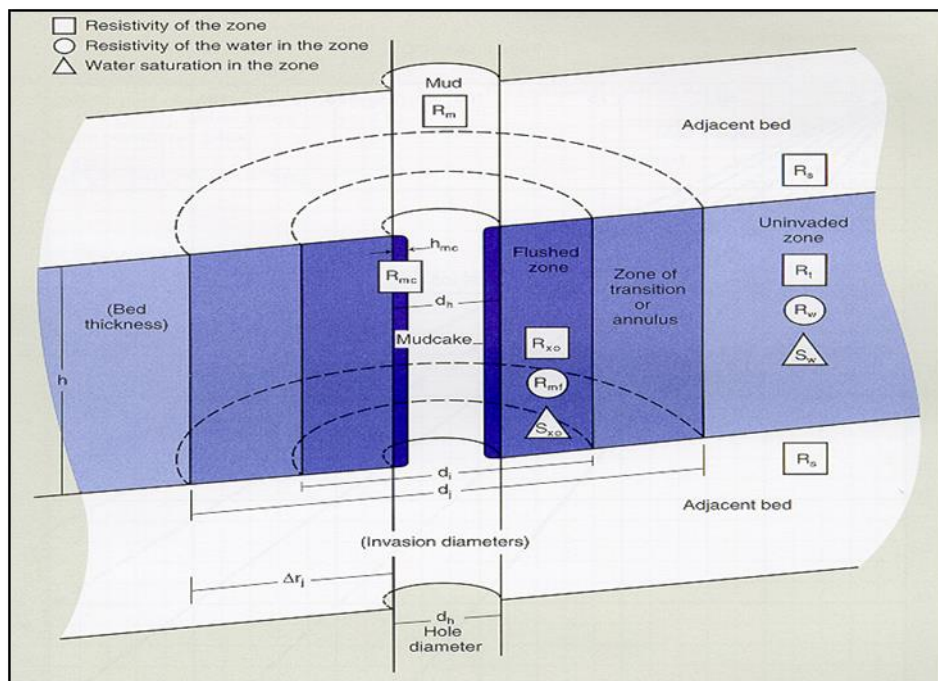 Resistivity of the zone
Resistivity of the water in the zone
Water saturation in the zone
Mud
Rm
Adjacent bed
Rs
Uninvaded
zone
Rt
Rw
Sw
Flushed
zone
Zone of
transition
or
annulus
hmc
Rmc
dh
(Bed
thickness)
Mudcake
h
Rxo
Rmf
Sxo
Rs
di
dj
Adjacent bed
(Invasion diameters)
Δrj
dh
Hole
diameter